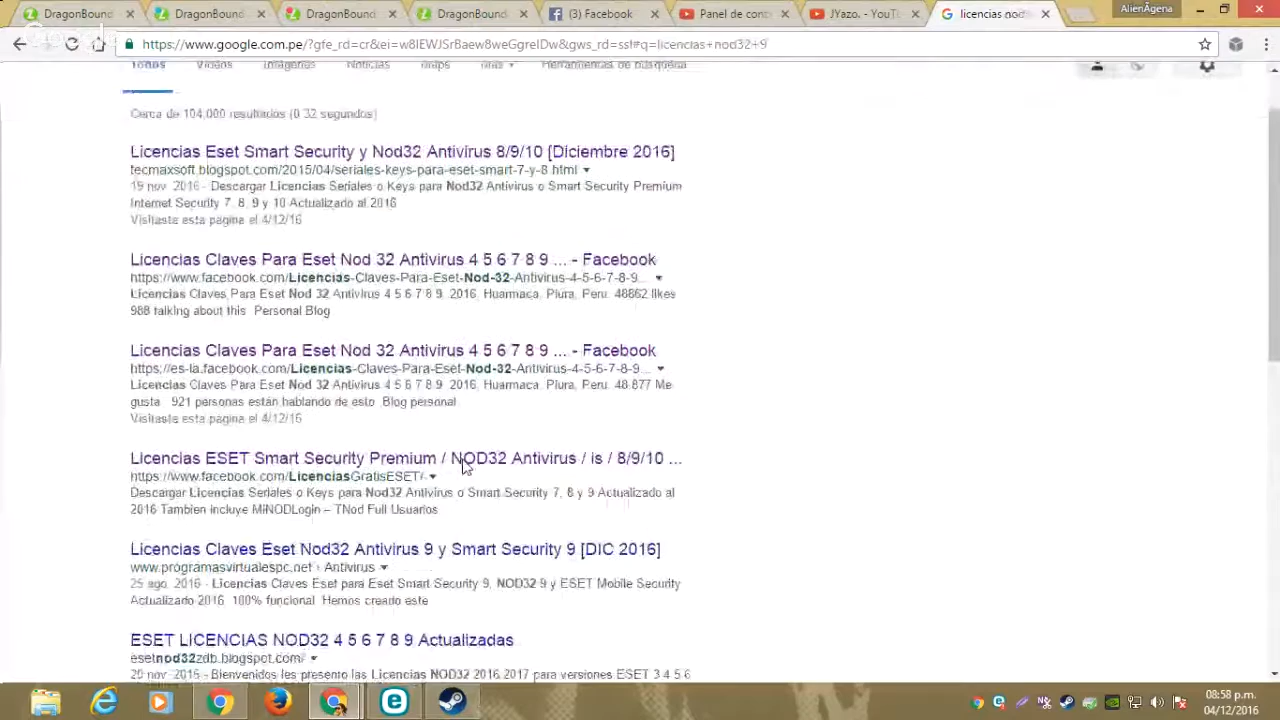 DragonBound
DragonBound
DragonBound
DragonBound
(3) Facebook
Panel de contr
JYazo. - YouTu
licencias nod
AlienÁgena
https://www.google.com.pe/?gfe_rd=cr&ei=w8IEWJSrBaew8weGgreIDw&gws_rd=ssl#q=licencias+nod32+9
Todos Videos Imágenes Noticias Maps Más Herramientas de búsqueda
Cerca de 104,000 resultados (0.32 segundos)
Licencias Eset Smart Security y Nod32 Antivirus 8/9/10 [Diciembre 2016]
tecmaxsoft.blogspot.com/2015/04/seriales-keys-para-eset-smart-7-y-8.html
19 nov. 2016 - Descargar Licencias Seriales o Keys para Nod32 Antivirus o Smart Security Premium
Internet Security 7, 8, 9 y 10 Actualizado al 2016
Visitaste esta página el 4/12/16
Licencias Claves Para Eset Nod 32 Antivirus 4 5 6 7 8 9 ... - Facebook
https://www.facebook.com/Licencias-Claves-Para-Eset-Nod-32-Antivirus-4-5-6-7-8-9...
Licencias Claves Para Eset Nod 32 Antivirus 4 5 6 7 8 9, 2016, Huarmaca, Piura, Peru. 48862 likes
988 talking about this. Personal Blog
Licencias Claves Para Eset Nod 32 Antivirus 4 5 6 7 8 9 ... - Facebook
https://es-la.facebook.com/Licencias-Claves-Para-Eset-Nod-32-Antivirus-4-5-6-7-8-9...
Licencias Claves Para Eset Nod 32 Antivirus 4 5 6 7 8 9, 2016, Huarmaca, Piura, Peru. 48.877 Me
gusta · 921 personas están hablando de esto. Blog personal
Visitaste esta página el 4/12/16
Licencias ESET Smart Security Premium / NOD32 Antivirus / is / 8/9/10 ...
https://www.facebook.com/LicenciasGratisESET/
Descargar Licencias Seriales o Keys para Nod32 Antivirus o Smart Security 7, 8 y 9 Actualizado al
2016 Tambien incluye MiNODLogin – TNod Full Usuarios
Licencias Claves Eset Nod32 Antivirus 9 y Smart Security 9 [DIC 2016]
www.programasvirtualespc.net › Antivirus
25 ago. 2016 - Licencias Claves Eset para Eset Smart Security 9, NOD32 9 y ESET Mobile Security
Actualizado 2016 100% funcional. Hemos creado este
ESET LICENCIAS NOD32 4 5 6 7 8 9 Actualizadas
esetnod32zdb.blogspot.com/
20 nov. 2015 - Bienvenidos les presento las Licencias NOD32 2016 2017 para versiones ESET 3 4 5 6
08:58 p.m.
04/12/2016